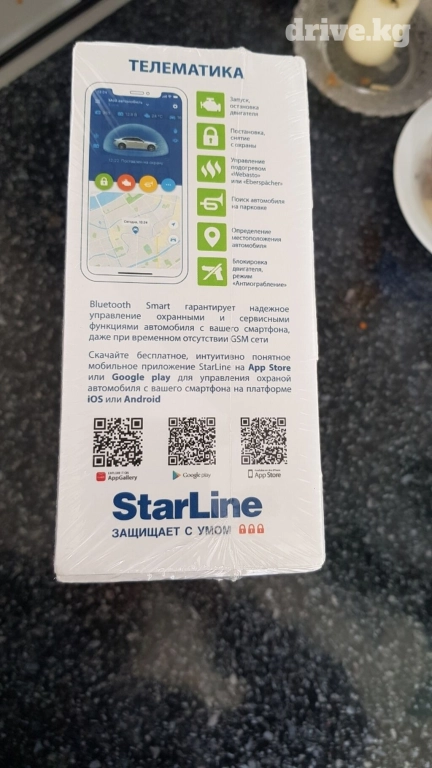 drive.kg
ТЕЛЕМАТИКА
Запуск,
остановка
двигателя
Постановка,
снятие
с охраны
Управление
подогревом
«Webasto»
или «Eberspächer»
Поиск автомобиля
на парковке
Определение
местоположения
автомобиля
Блокировка
двигателя,
режим
«Антиограбление»
Bluetooth Smart гарантирует надежное
управление охранными и сервисными
функциями автомобиля с вашего смартфона,
даже при временном отсутствии GSM сети
Скачайте бесплатное, интуитивно понятное
мобильное приложение StarLine на App Store
или Google play для управления охраной
автомобиля с вашего смартфона на платформе
iOS или Android
AppGallery
Google play
App Store
StarLine
ЗАЩИЩАЕТ С УМОМ